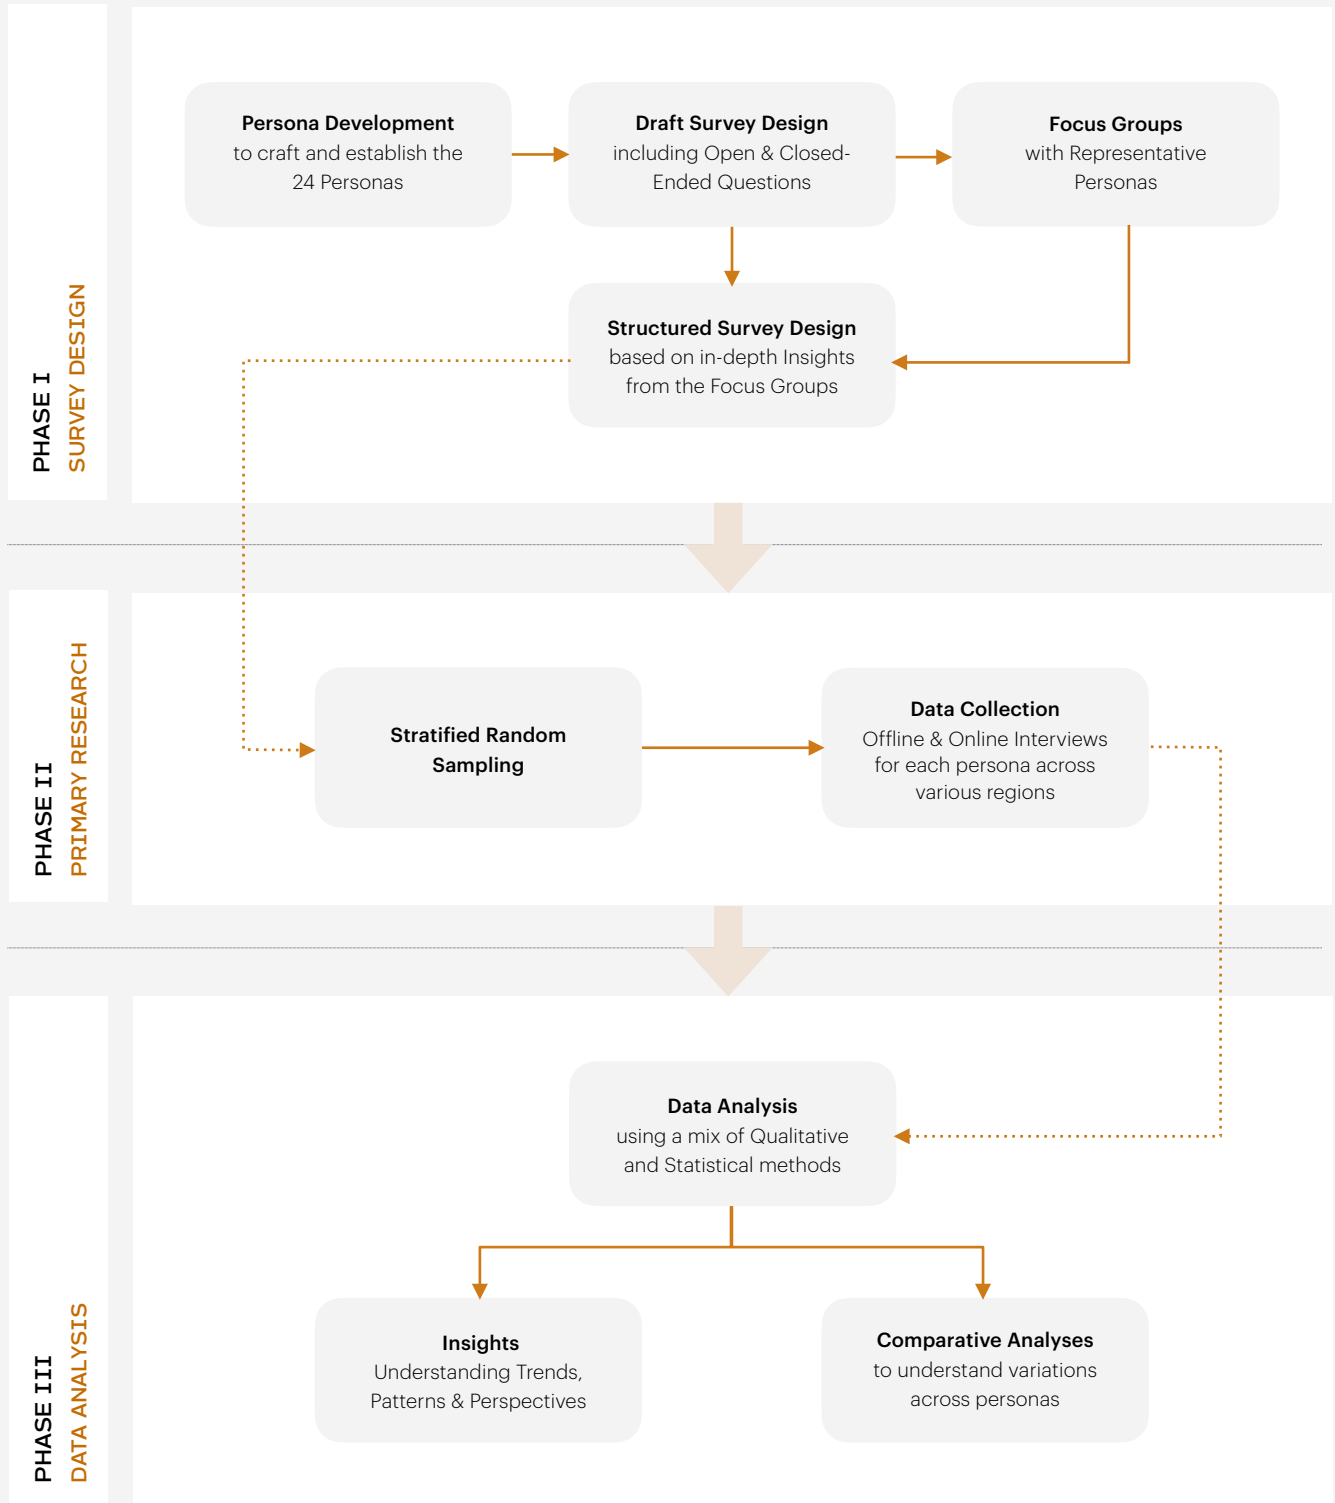 PHASE I
SURVEY DESIGN
Persona Development
to craft and establish the
24 Personas
Draft Survey Design
including Open & Closed-
Ended Questions
Focus Groups
with Representative
Personas
Structured Survey Design
based on in-depth Insights
from the Focus Groups
PHASE II
PRIMARY RESEARCH
Stratified Random
Sampling
Data Collection
Offline & Online Interviews
for each persona across
various regions
PHASE III
DATA ANALYSIS
Data Analysis
using a mix of Qualitative
and Statistical methods
Insights
Understanding Trends,
Patterns & Perspectives
Comparative Analyses
to understand variations
across personas